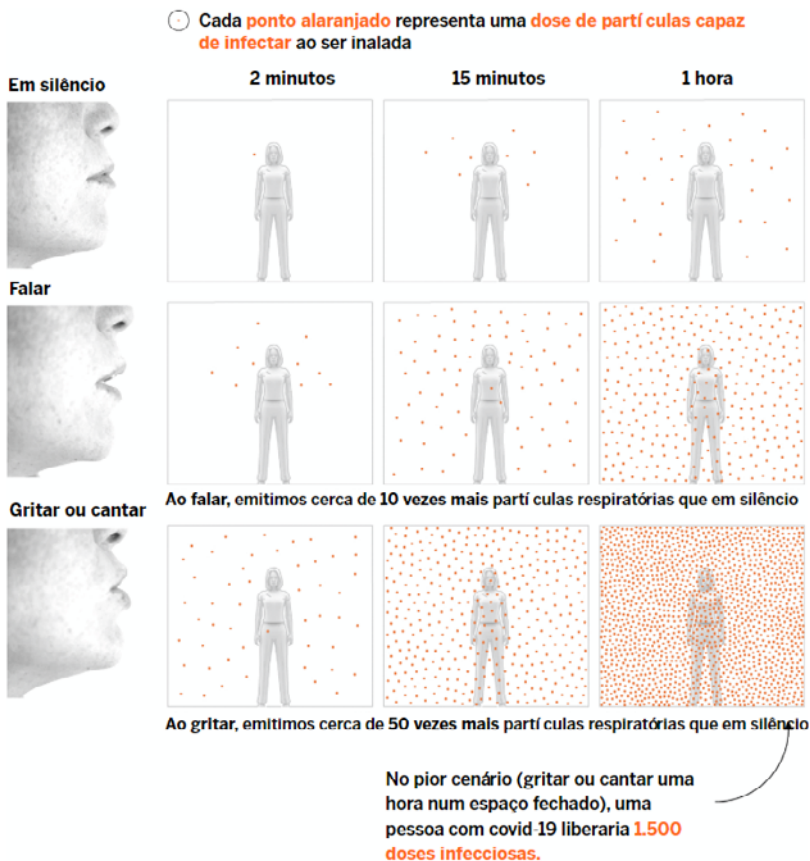 Cada ponto alaranjado representa uma dose de partí culas capaz
de infectar ao ser inalada
Em silêncio
2 minutos
15 minutos
1 hora
Falar
Ao falar, emitimos cerca de 10 vezes mais partí culas respiratórias que em silêncio
Gritar ou cantar
Ao gritar, emitimos cerca de 50 vezes mais partí culas respiratórias que em silêncio
No pior cenário (gritar ou cantar uma
hora num espaço fechado), uma
pessoa com covid-19 liberaria 1.500
doses infecciosas.